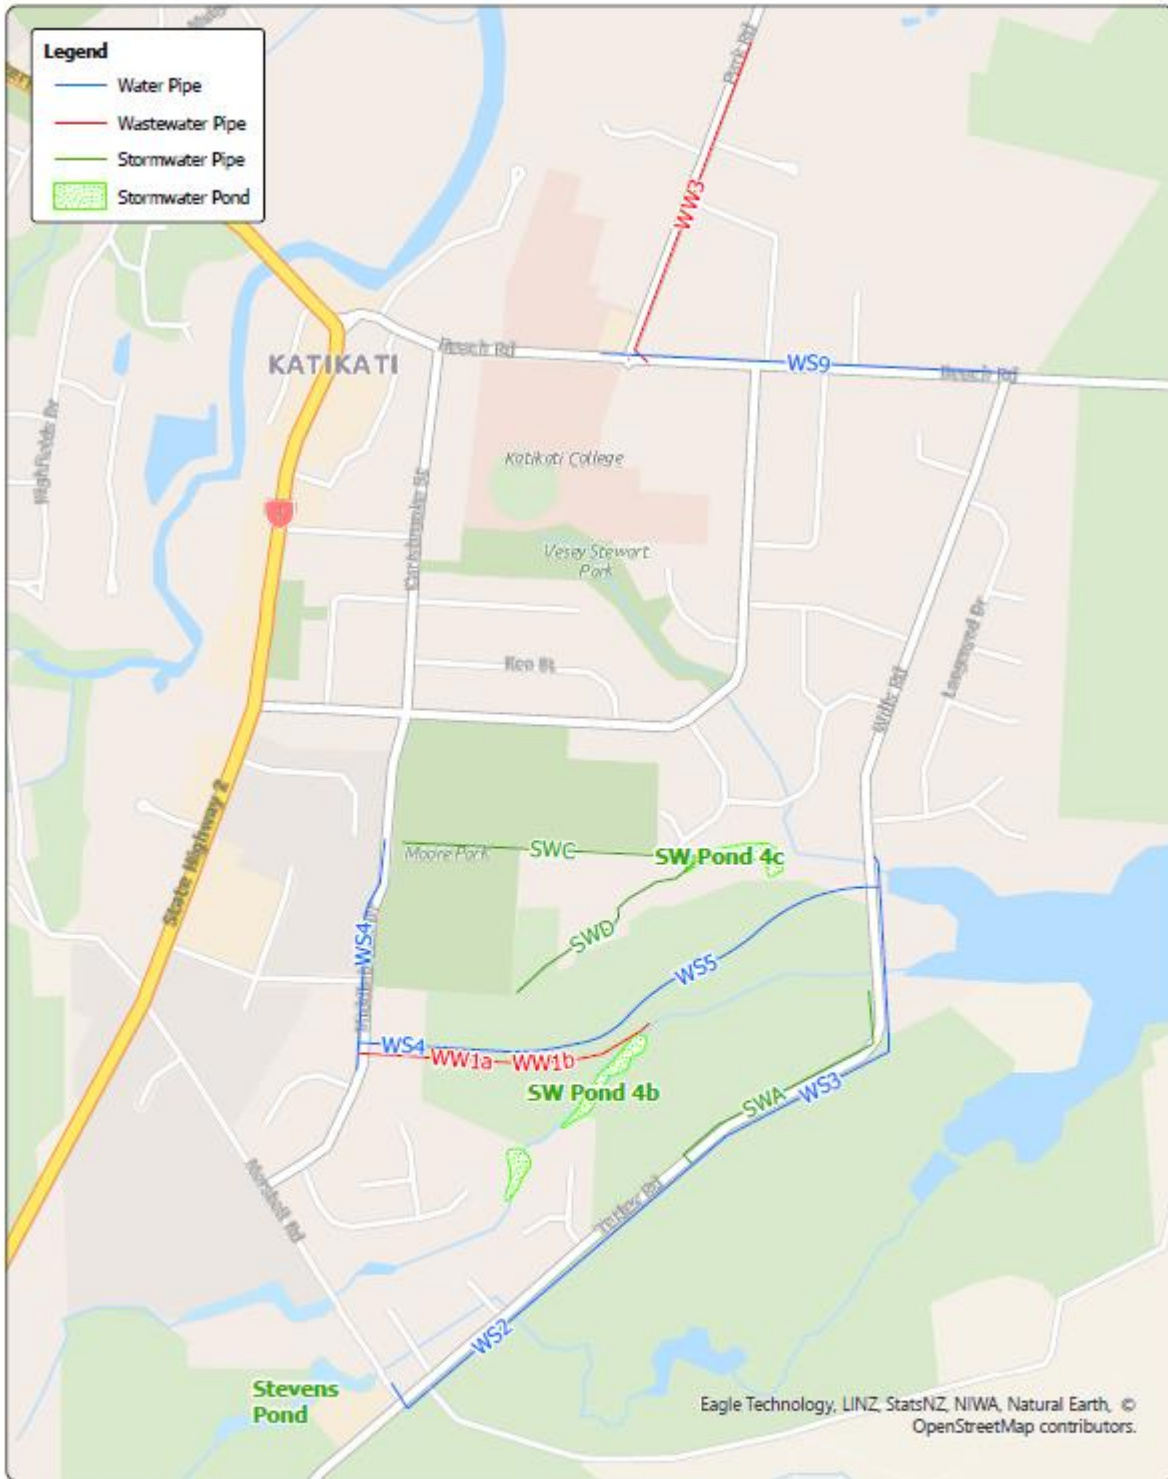 Legend
Water Pipe
Wastewater Pipe
Stormwater Pipe
Stormwater Pond
Park Rd
WW3
KATIKATI
Beach Rd
WS9
Beach Rd
Highfields Dr
Katikati College
Carisbrooke St
Vesey Stewart
Park
Longwood Dr
Wills Rd
State Highway 2
Moore Park
SWC
SW Pond 4c
SWD
WS4
WS5
WS4
WW1a
WW1b
SW Pond 4b
SWA
WS3
Marshall Rd
Tetley Rd
WS2
Stevens
Pond
Eagle Technology, LINZ, StatsNZ, NIWA, Natural Earth, ©
OpenStreetMap contributors.